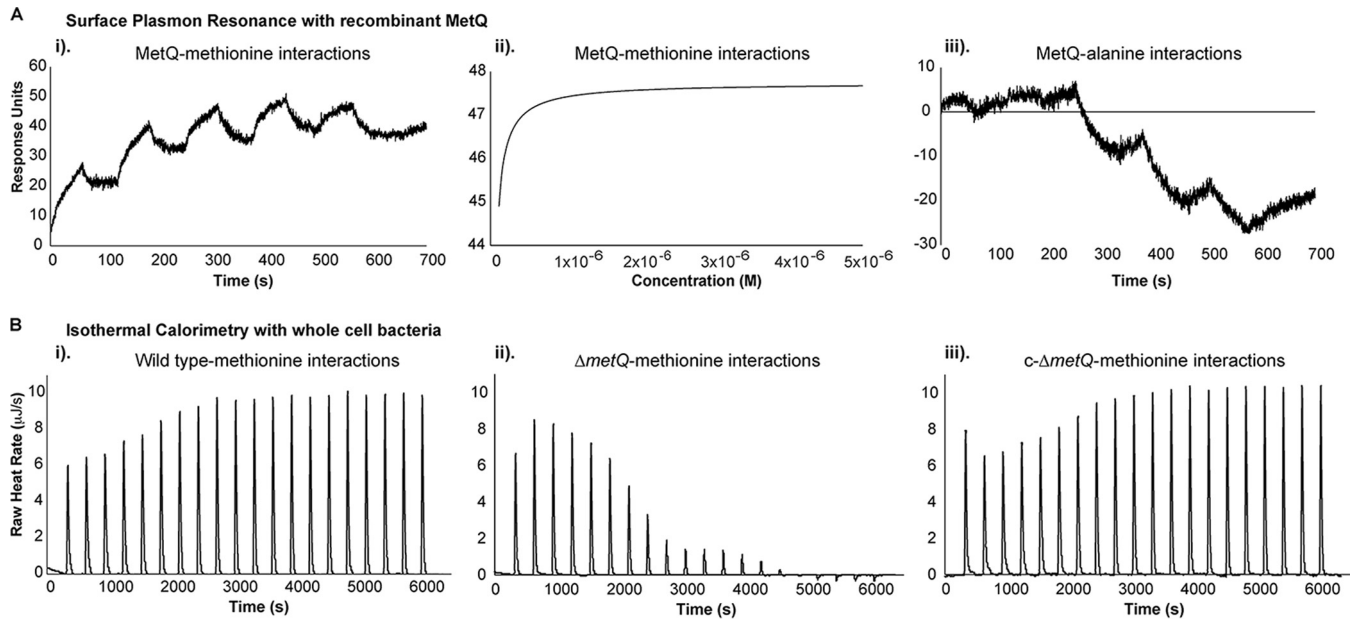 A
Surface Plasmon Resonance with recombinant MetQ
i).
MetQ-methionine interactions
Response Units
60
50
40
30
20
10
0
0 100 200 300 400 500 600 700
Time (s)
ii).
MetQ-methionine interactions
48
47
46
45
44
0 1x10-6 2x10-6 3x10-6 4x10-6 5x10-6
Concentration (M)
iii).
MetQ-alanine interactions
10
0
-10
-20
-30
0 100 200 300 400 500 600 700
Time (s)
B
Isothermal Calorimetry with whole cell bacteria
i).
Wild type-methionine interactions
Raw Heat Rate (μJ/s)
10
8
6
4
2
0
0 1000 2000 3000 4000 5000 6000
Time (s)
ii).
ΔmetQ-methionine interactions
10
8
6
4
2
0
0 1000 2000 3000 4000 5000 6000
Time (s)
iii).
c-ΔmetQ-methionine interactions
10
8
6
4
2
0
0 1000 2000 3000 4000 5000 6000
Time (s)